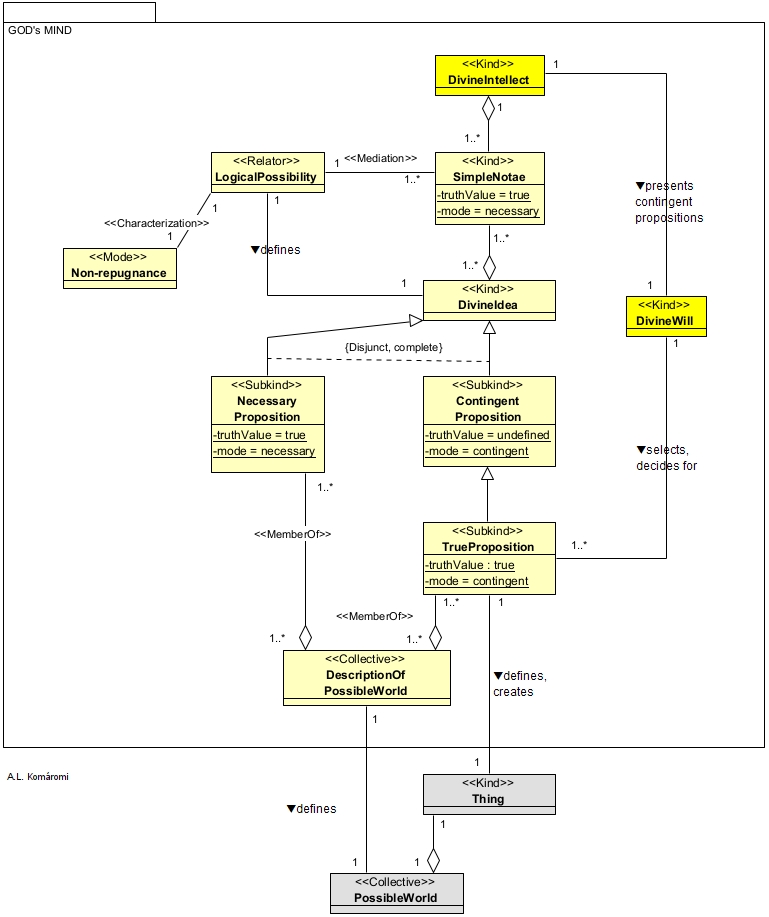 GOD's MIND
<<Kind>>
DivineIntellect
1
1
1..*
<<Relator>>
LogicalPossibility
1
<<Mediation>>
1..*
<<Kind>>
SimpleNotae
-truthValue = true
-mode = necessary
▼presents
contingent
propositions
1
<<Characterization>>
1
1
▼defines
<<Mode>>
Non-repugnance
1..*
1..*
1
<<Kind>>
DivineIdea
1
<<Kind>>
DivineWill
1
{Disjunct, complete}
<<Subkind>>
Necessary
Proposition
-truthValue = true
-mode = necessary
<<Subkind>>
Contingent
Proposition
-truthValue = undefined
-mode = contingent
▼selects,
decides for
1..*
<<MemberOf>>
<<Subkind>>
TrueProposition
-truthValue : true
-mode = contingent
1..*
1..*
1
<<MemberOf>>
1..*
1..*
<<Collective>>
DescriptionOf
PossibleWorld
▼defines,
creates
1
1
A.L. Komáromi
<<Kind>>
Thing
▼defines
1
1
1
<<Collective>>
PossibleWorld